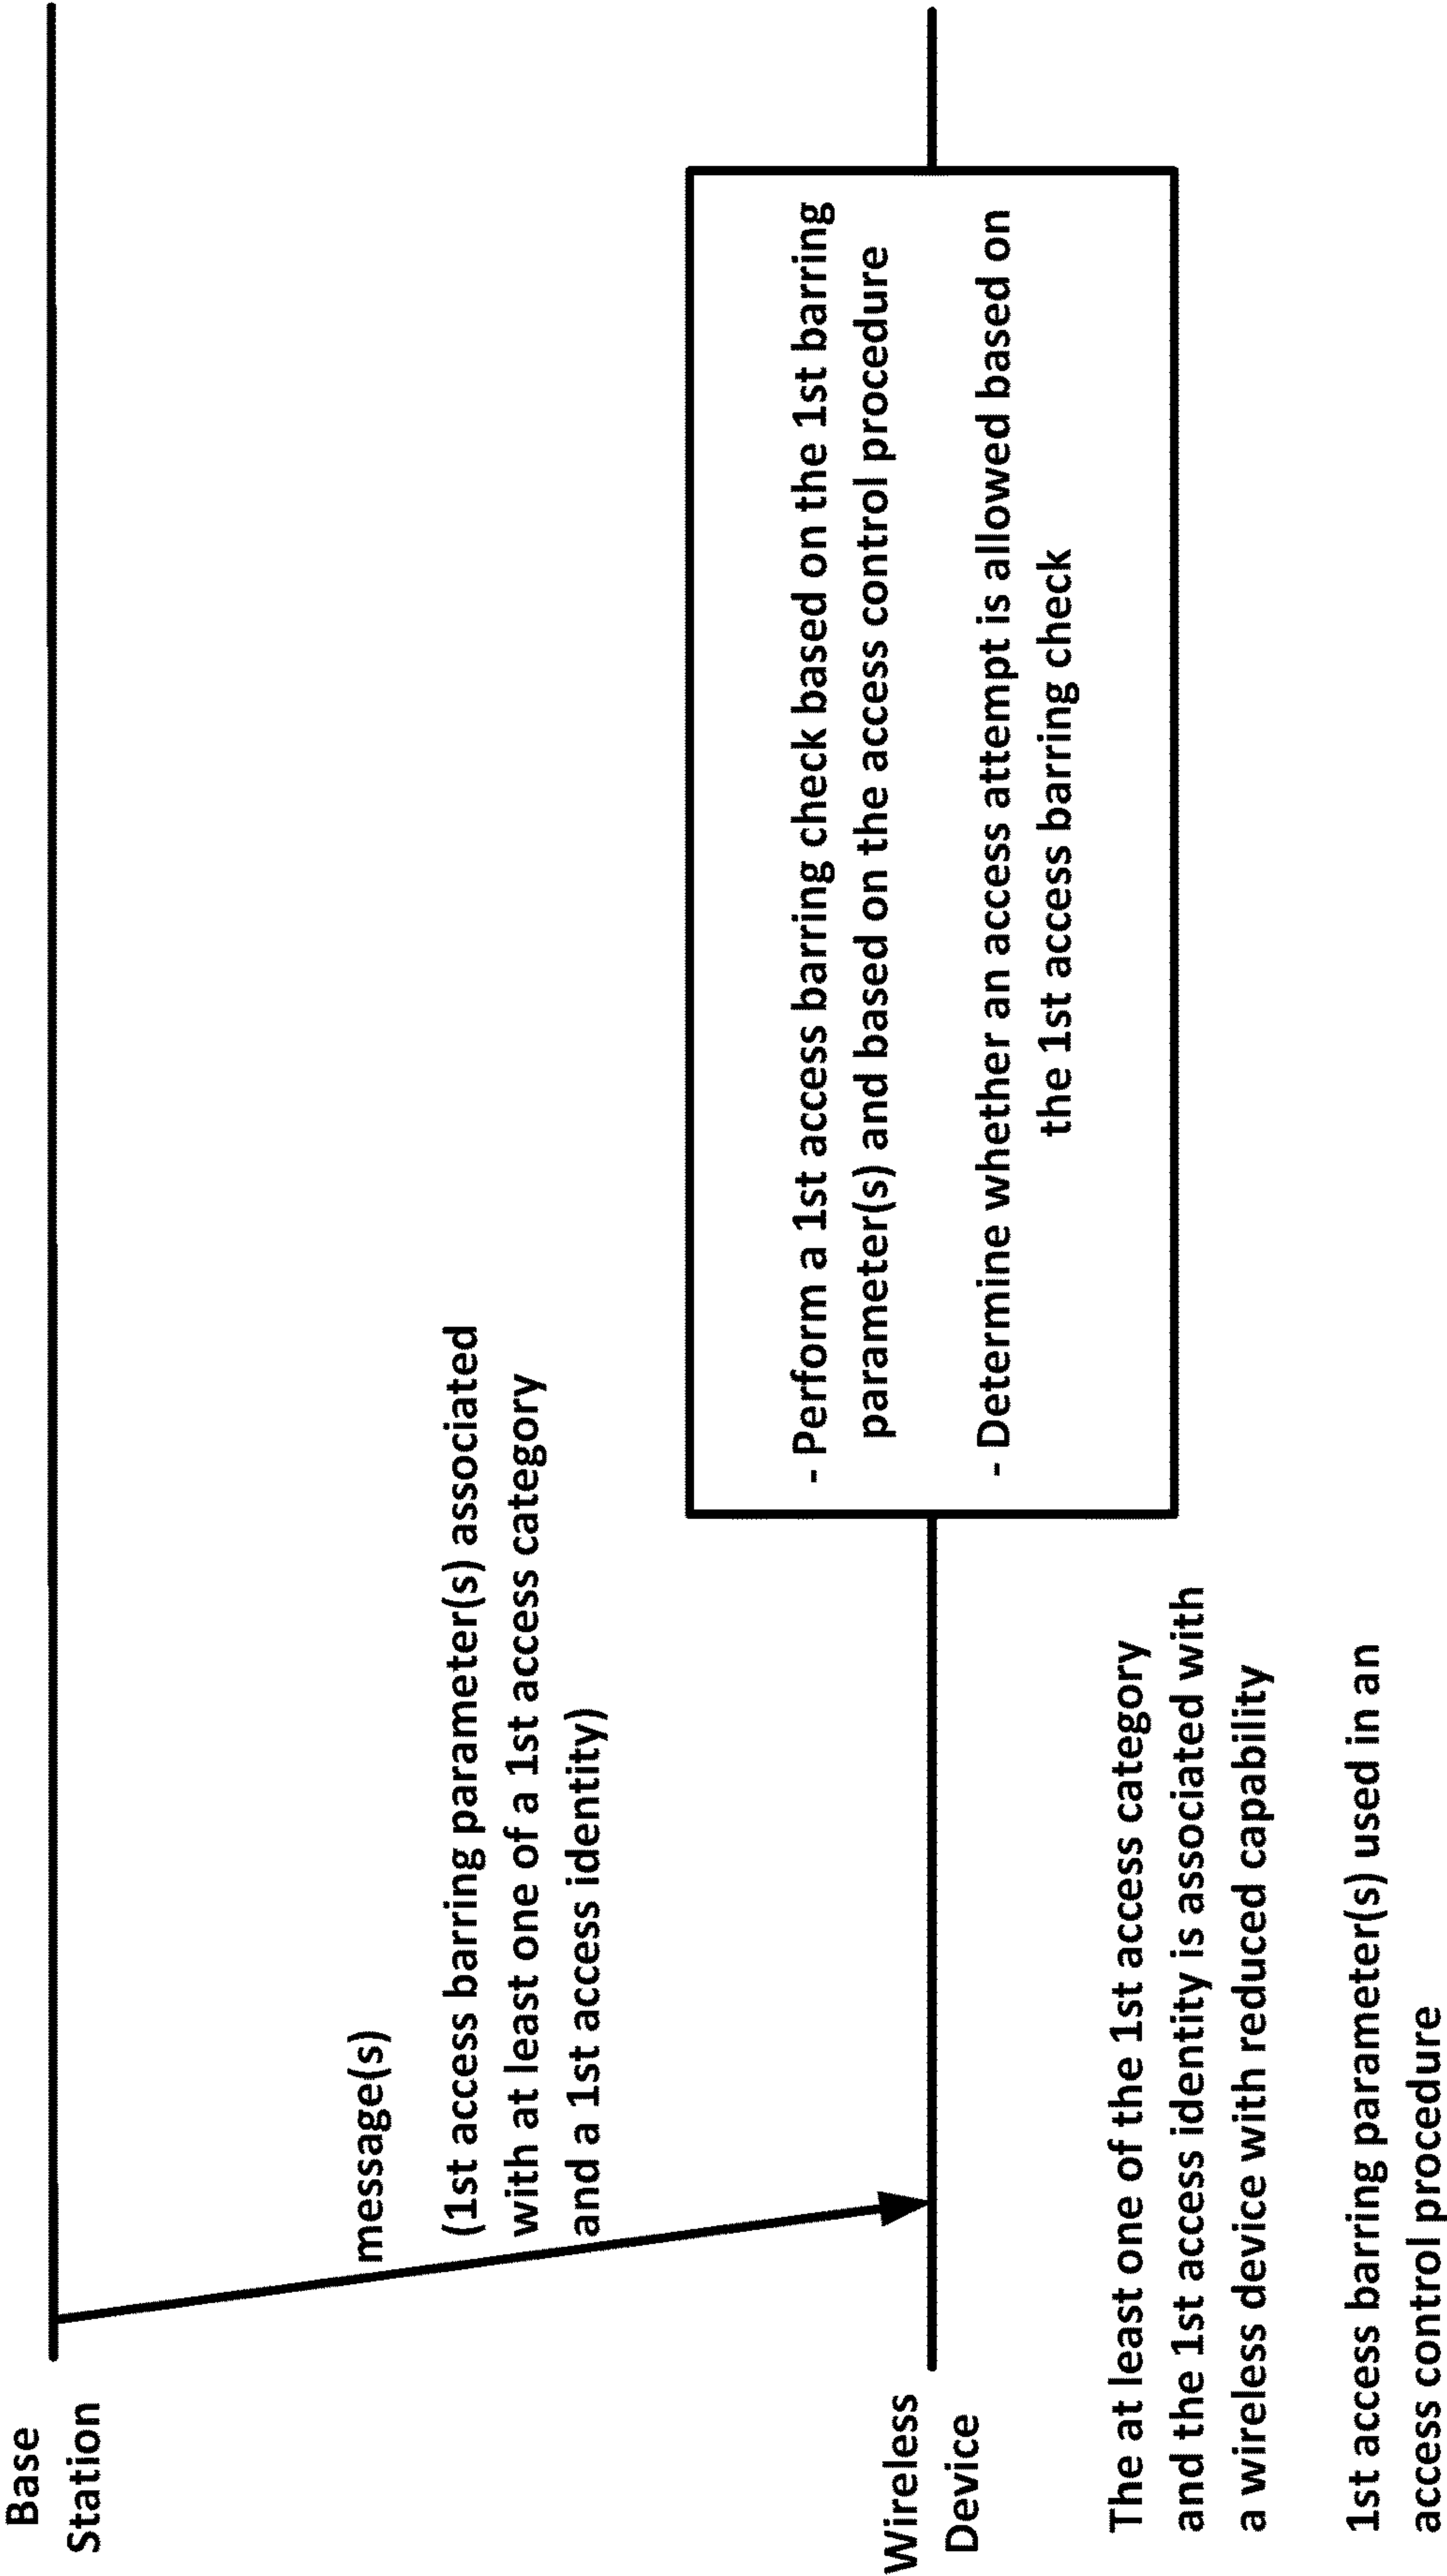 Base
Station
message(s)
(1st access barring parameter(s) associated
with at least one of a 1st access category
and a 1st access identity)
Wireless
Device
- Perform a 1st access barring check based on the 1st barring
parameter(s) and based on the access control procedure
- Determine whether an access attempt is allowed based on
the 1st access barring check
The at least one of the 1st access category
and the 1st access identity is associated with
a wireless device with reduced capability
1st access barring parameter(s) used in an
access control procedure